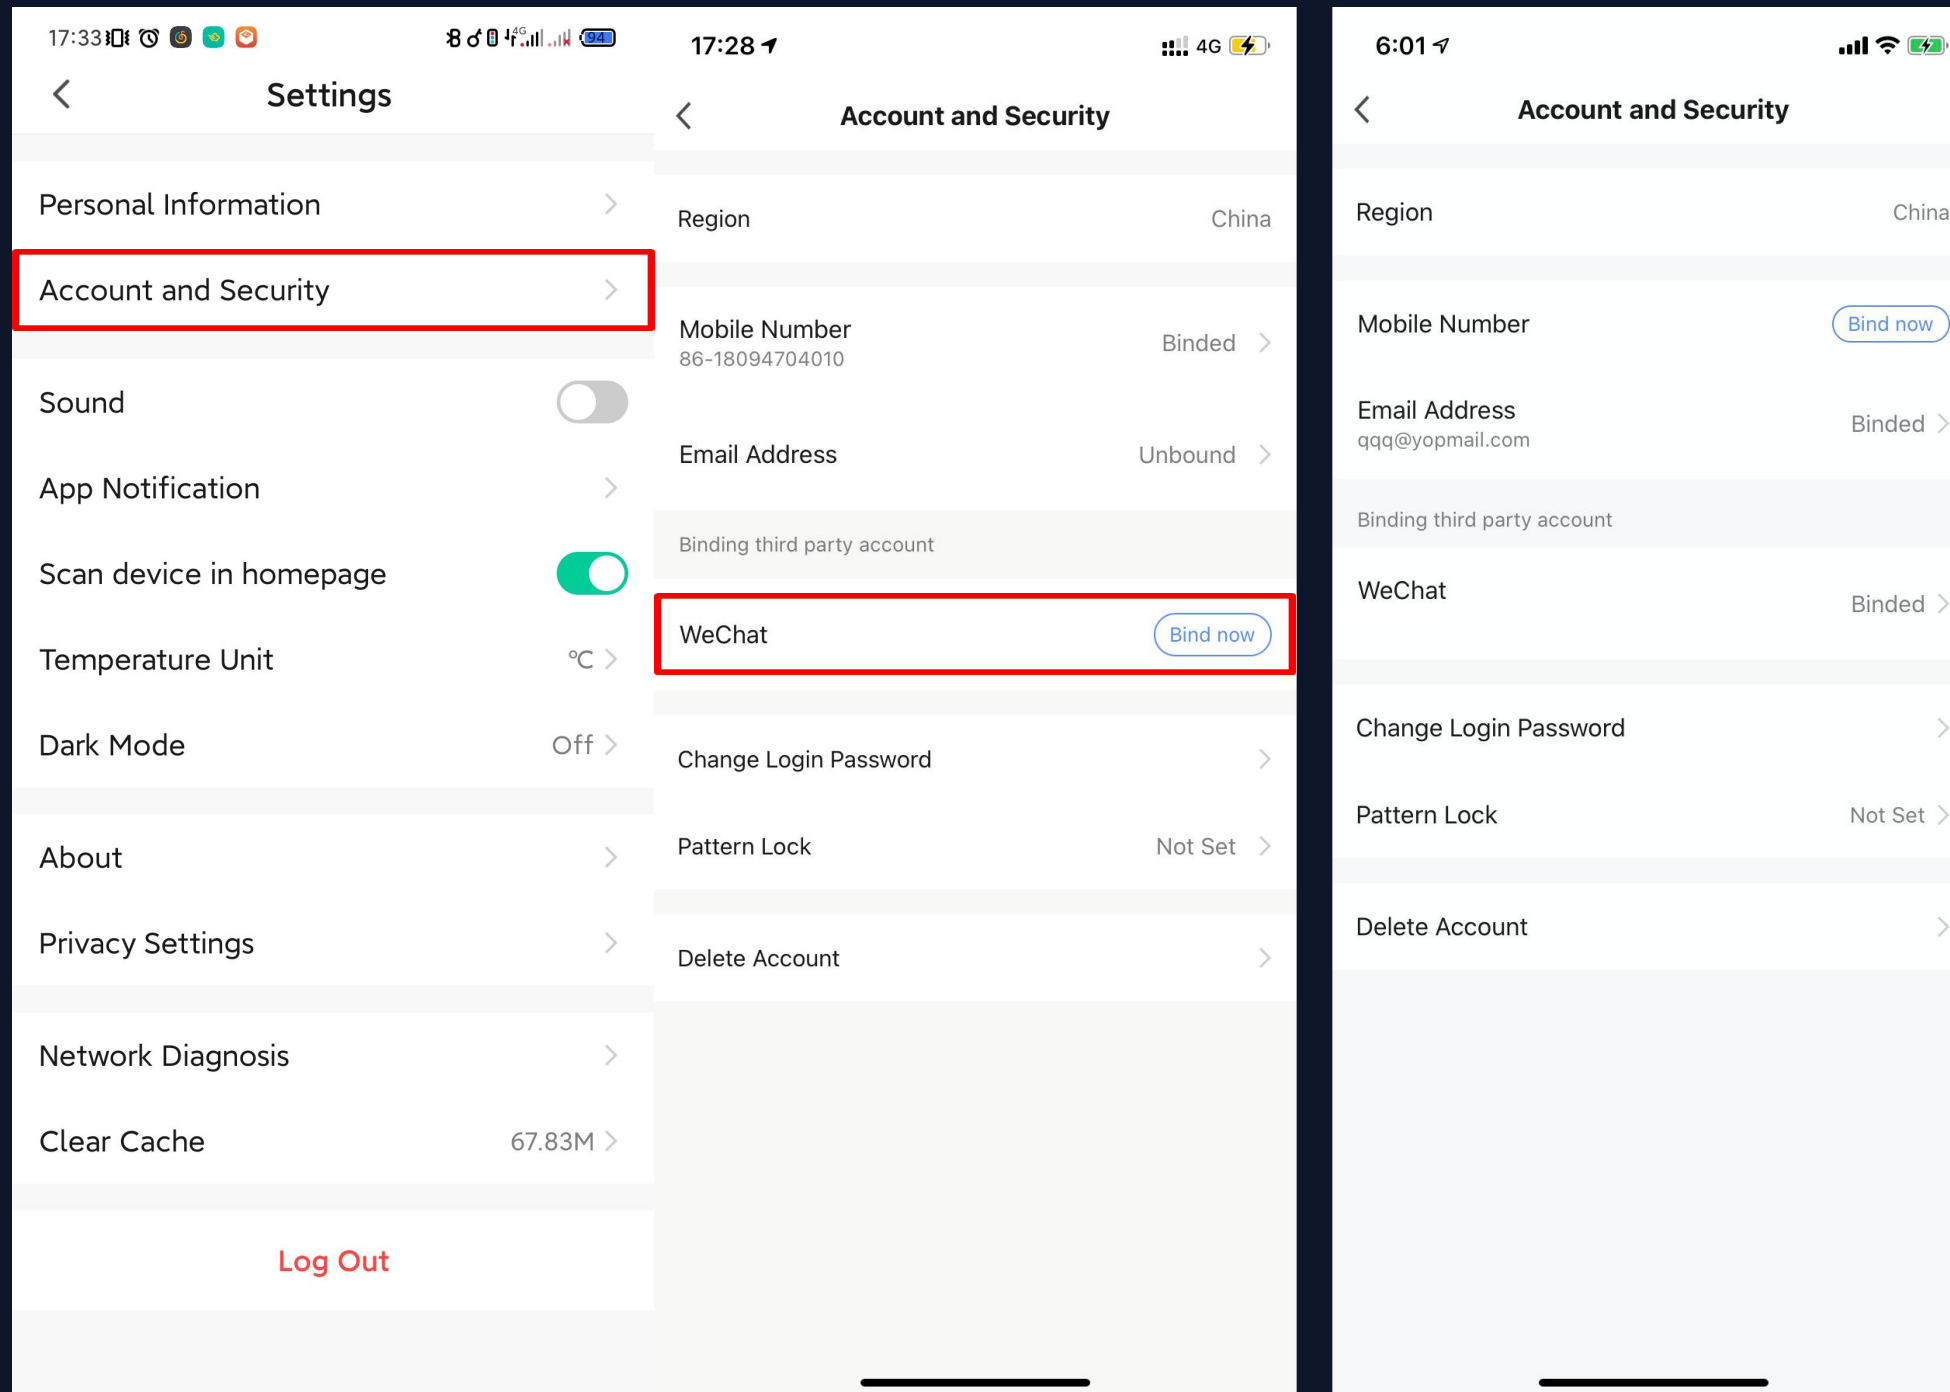 17:33
4G
94
Settings
Personal Information
Account and Security
Sound
App Notification
Scan device in homepage
Temperature Unit
°C
Dark Mode
Off
About
Privacy Settings
Network Diagnosis
Clear Cache
67.83M
Log Out
17:28
4G
Account and Security
Region
China
Mobile Number
86-18094704010
Binded
Email Address
Unbound
Binding third party account
WeChat
Bind now
Change Login Password
Pattern Lock
Not Set
Delete Account
6:01
Account and Security
Region
China
Mobile Number
Bind now
Email Address
qqq@yopmail.com
Binded
Binding third party account
WeChat
Binded
Change Login Password
Pattern Lock
Not Set
Delete Account